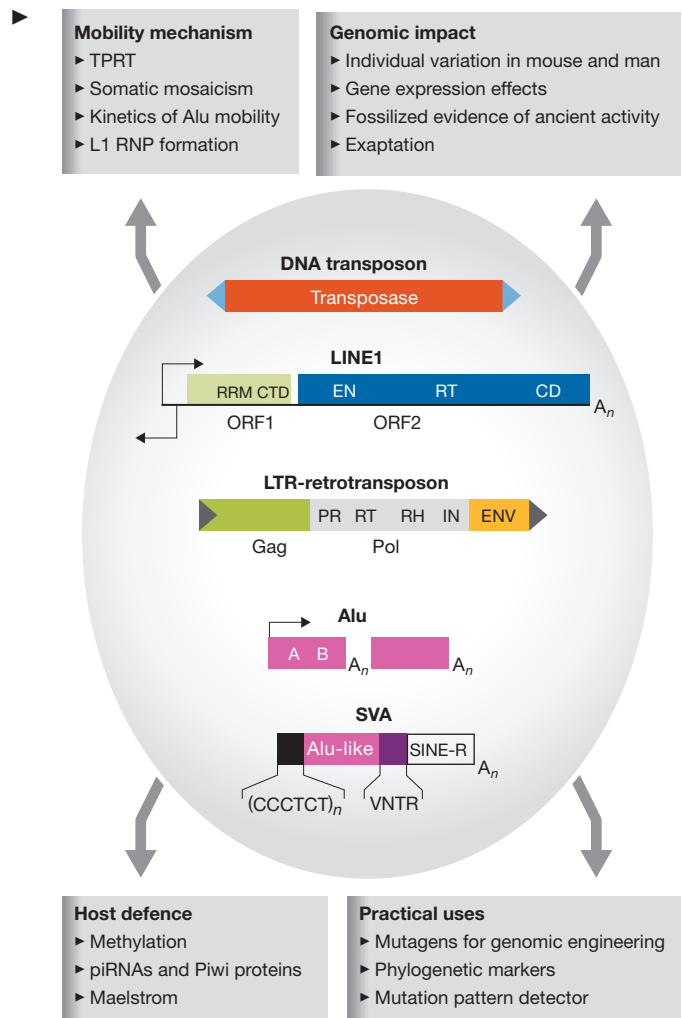 Mobility mechanism
► TPRT
► Somatic mosaicism
► Kinetics of Alu mobility
► L1 RNP formation
Genomic impact
► Individual variation in mouse and man
► Gene expression effects
► Fossilized evidence of ancient activity
► Exaptation
DNA transposon
Transposase
LINE1
RRM CTD EN RT CD
An
ORF1 ORF2
LTR-retrotransposon
PR RT RH IN ENV
Gag Pol
Alu
A B
An An
SVA
Alu-like SINE-R
An
(CCCTCT)n VNTR
Host defence
► Methylation
► piRNAs and Piwi proteins
► Maelstrom
Practical uses
► Mutagens for genomic engineering
► Phylogenetic markers
► Mutation pattern detector